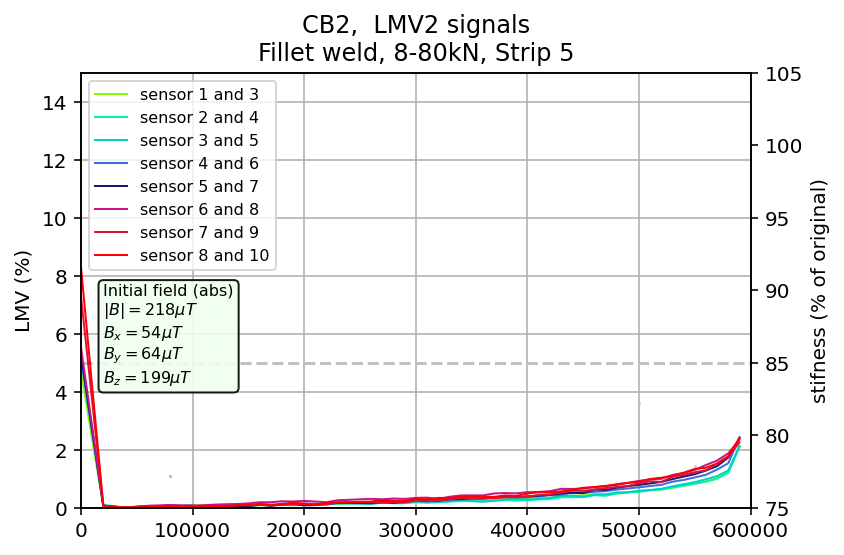 CB2,  LMV2 signals
Fillet weld, 8-80kN, Strip 5
LMV (%)
14
12
10
8
6
4
2
0
sensor 1 and 3
sensor 2 and 4
sensor 3 and 5
sensor 4 and 6
sensor 5 and 7
sensor 6 and 8
sensor 7 and 9
sensor 8 and 10
Initial field (abs)
|B| = 218μT
Bₓ = 54μT
Bᵧ = 64μT
B_z = 199μT
105
100
95
90
85
80
75
stifness (% of original)
0 100000 200000 300000 400000 500000 600000